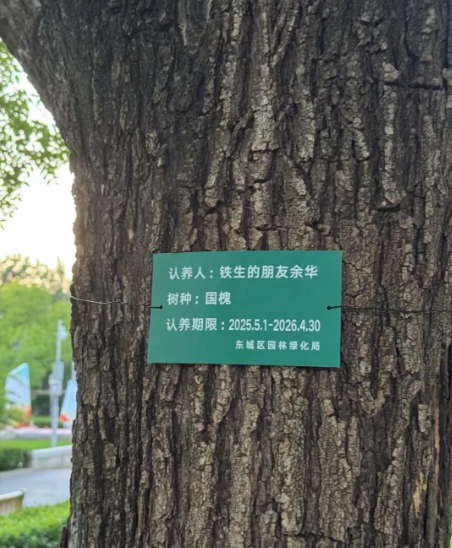 认养人：铁生的朋友余华
树种：国槐
认养期限：2025.5.1-2026.4.30
东城区园林绿化局